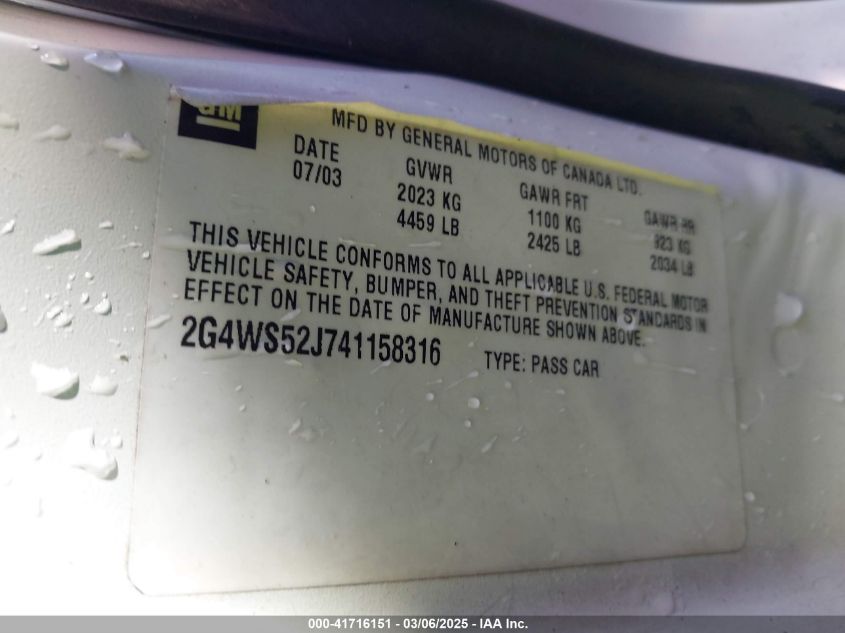 GM
MFD BY GENERAL MOTORS OF CANADA LTD.
DATE GVWR GAWR FRT GAWR RR
07/03 2023 KG 1100 KG 923 KG
4459 LB 2425 LB 2034 LB
THIS VEHICLE CONFORMS TO ALL APPLICABLE U.S. FEDERAL MOTOR
VEHICLE SAFETY, BUMPER, AND THEFT PREVENTION STANDARDS IN
EFFECT ON THE DATE OF MANUFACTURE SHOWN ABOVE.
2G4WS52J741158316 TYPE: PASS CAR
000-41716151 — 03/06/2025 — IAA Inc.